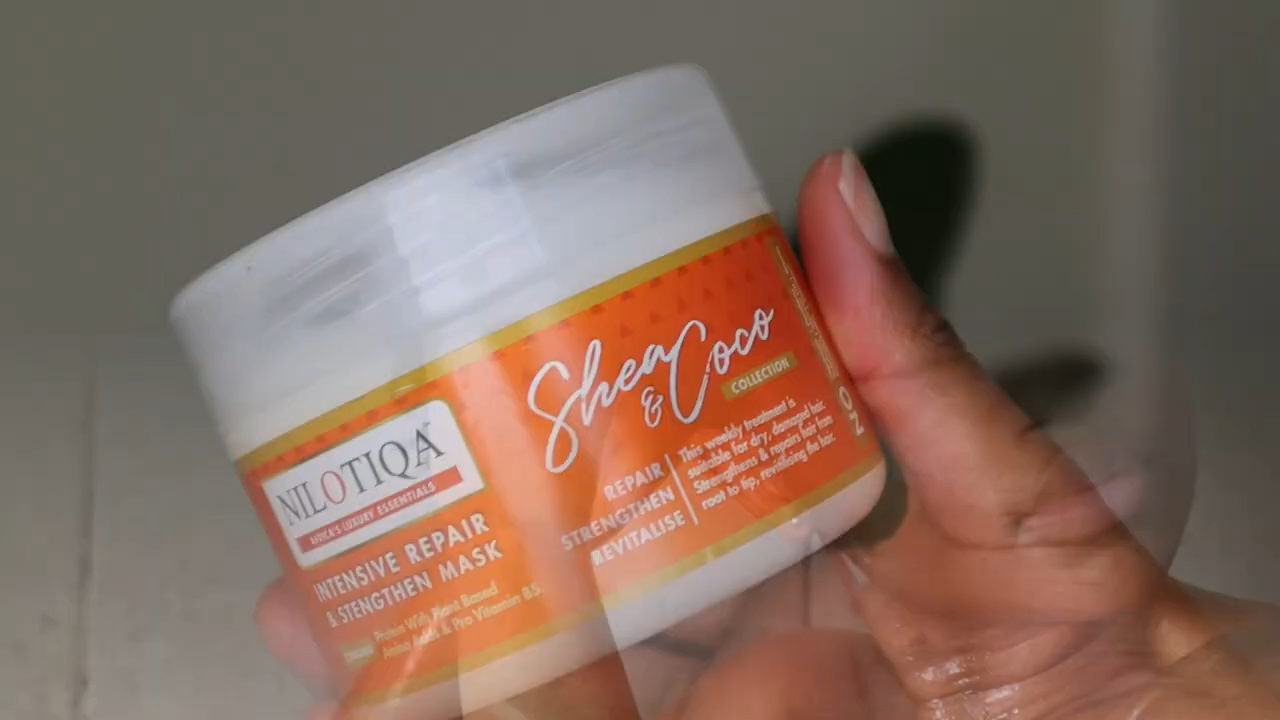 NILOTIQA
AFRICA'S LUXURY ESSENTIALS
INTENSIVE REPAIR
& STENGTHEN MASK
Protein With Plant Based
Amino Acids & Pro Vitamin B5.
Shea
& Coco
COLLECTION
REPAIR
STRENGTHEN
REVITALISE
This weekly treatment is
suitable for dry, damaged hair.
Strengthens & repairs hair from
root to tip, revitilising the hair.